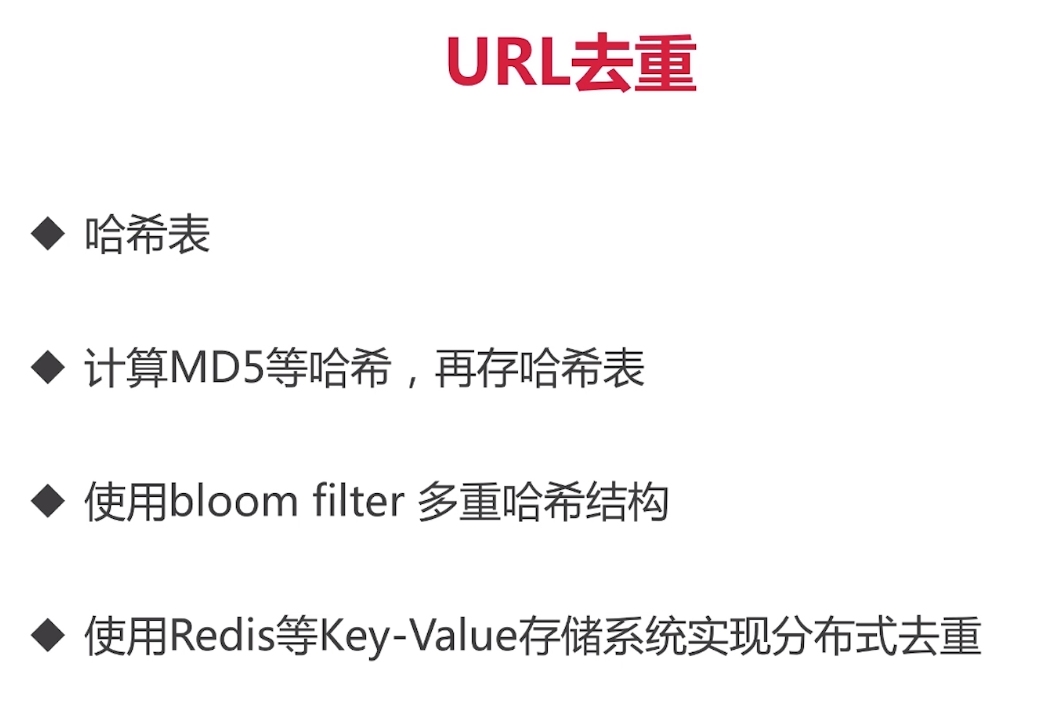 URL去重
◆ 哈希表
◆ 计算MD5等哈希，再存哈希表
◆ 使用bloom filter 多重哈希结构
◆ 使用Redis等Key-Value存储系统实现分布式去重